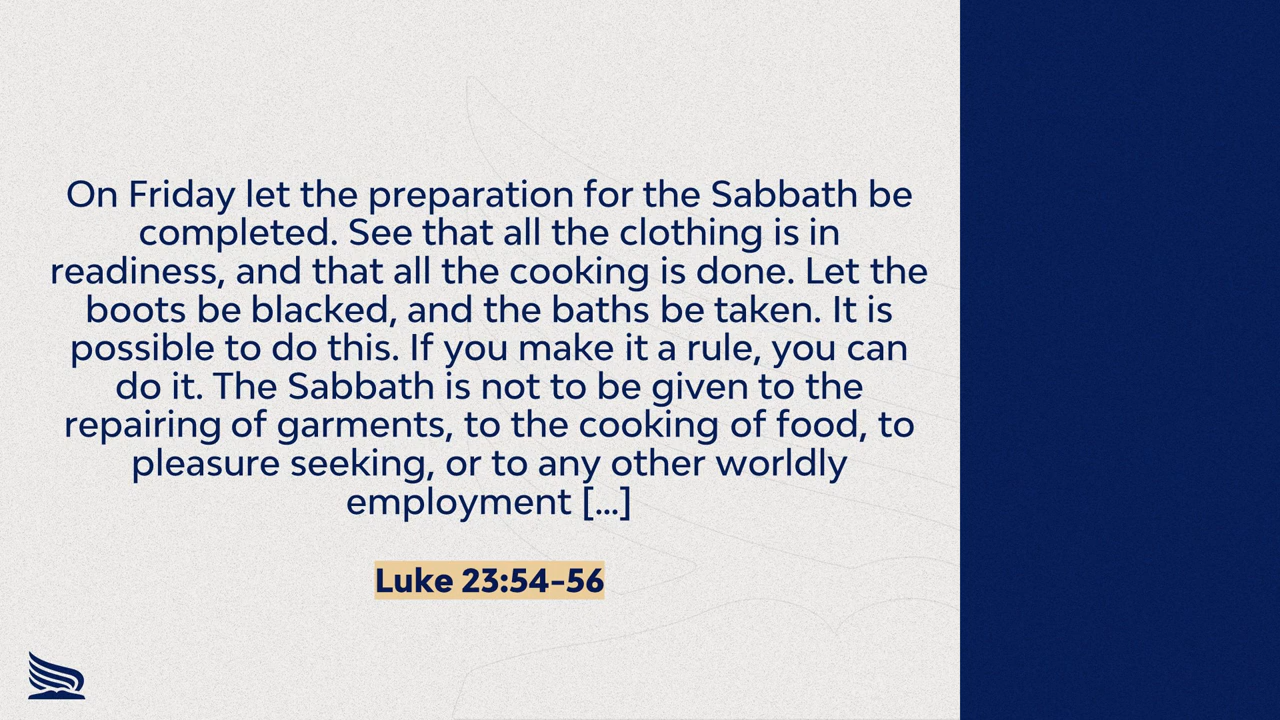 On Friday let the preparation for the Sabbath be
completed. See that all the clothing is in
readiness, and that all the cooking is done. Let the
boots be blacked, and the baths be taken. It is
possible to do this. If you make it a rule, you can
do it. The Sabbath is not to be given to the
repairing of garments, to the cooking of food, to
pleasure seeking, or to any other worldly
employment [...]
Luke 23:54-56